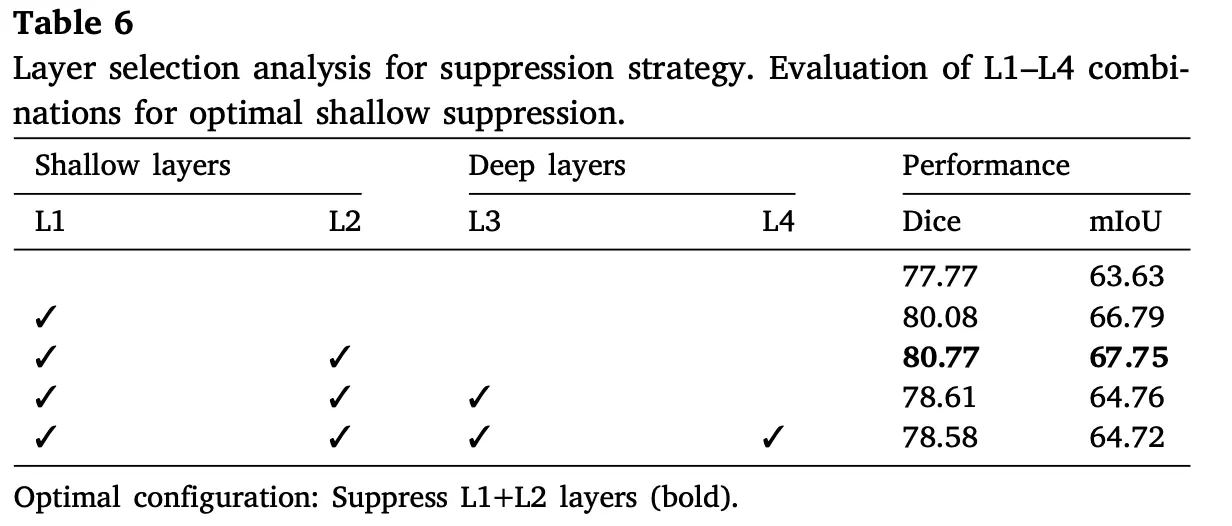 Table 6
Layer selection analysis for suppression strategy. Evaluation of L1–L4 combi-
nations for optimal shallow suppression.
Shallow layers Deep layers Performance
L1 L2 L3 L4 Dice mIoU
77.77 63.63
✓ 80.08 66.79
✓ ✓ 80.77 67.75
✓ ✓ ✓ 78.61 64.76
✓ ✓ ✓ ✓ 78.58 64.72
Optimal configuration: Suppress L1+L2 layers (bold).